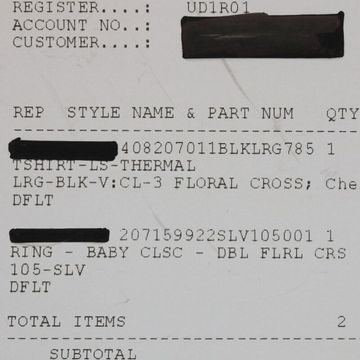 REGISTER....: UD1R01
ACCOUNT NO..:
CUSTOMER....:
REP STYLE NAME & PART NUM QTY
408207011BLKLRG785 1
TSHIRT-LS-THERMAL
LRG-BLK-V:CL-3 FLORAL CROSS; Che
DFLT
207159922SLV105001 1
RING - BABY CLSC - DBL FLRL CRS
105-SLV
DFLT
TOTAL ITEMS 2
SUBTOTAL